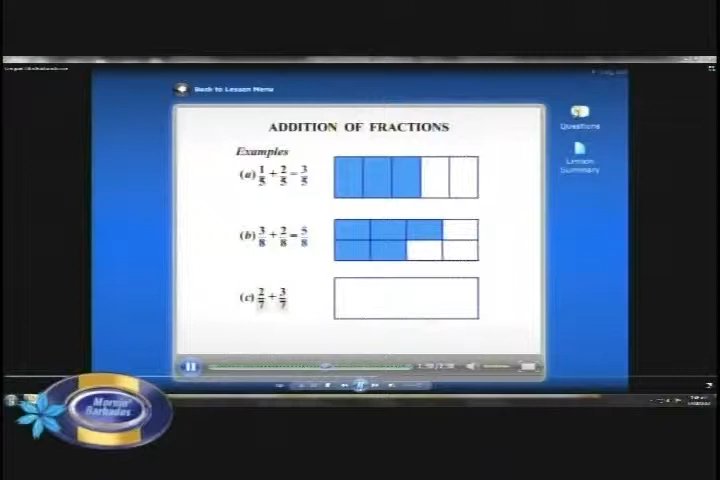 Back to Lesson Menu
ADDITION OF FRACTIONS
Examples
(a) 1/5 + 2/5 = 3/5
(b) 3/8 + 2/8 = 5/8
(c) 2/7 + 3/7
Questions
Lesson
Summary
Mornin'
Barbados